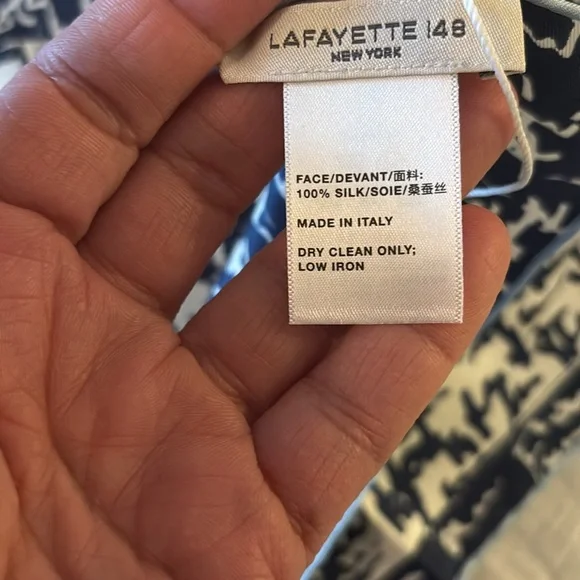 LAFAYETTE 148
NEW YORK
FACE/DEVANT/面料:
100% SILK/SOIE/桑蚕丝
MADE IN ITALY
DRY CLEAN ONLY;
LOW IRON